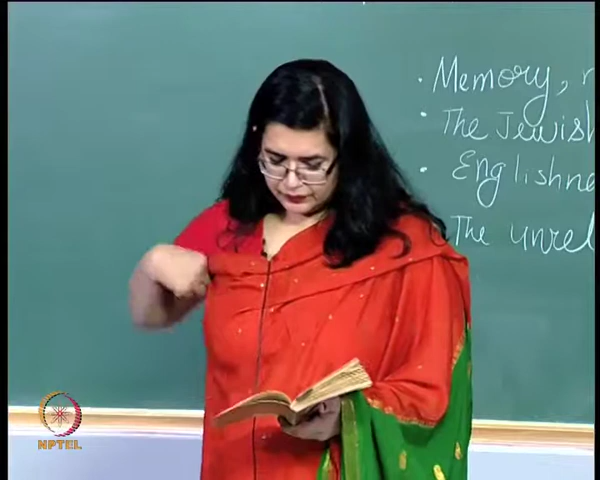 • Memory,
• The Jewish
• Englishne
The unrel
NPTEL